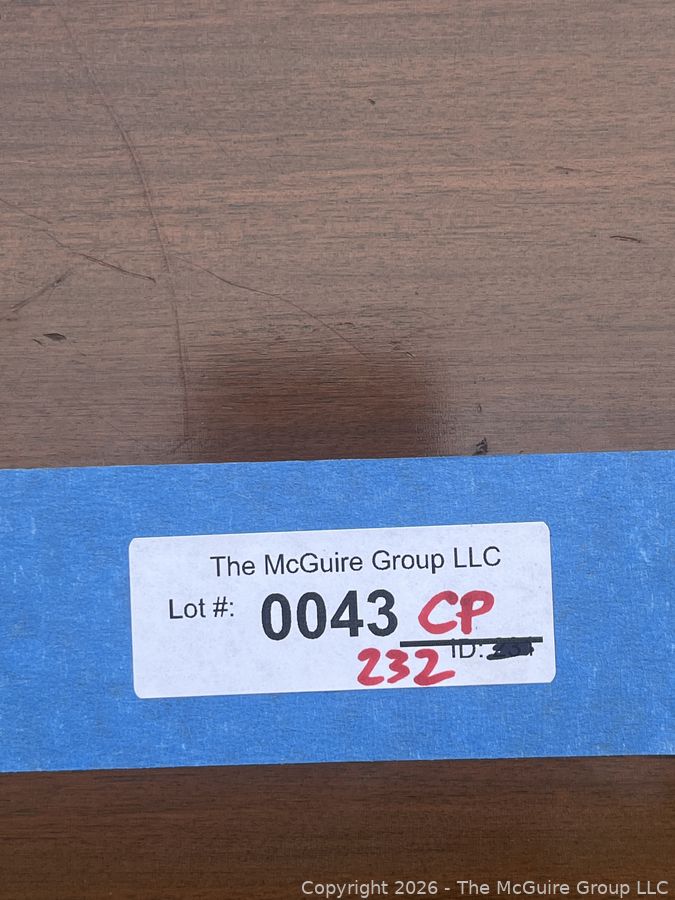 The McGuire Group LLC
Lot #: 0043 CP
ID:
232
Copyright 2026 - The McGuire Group LLC